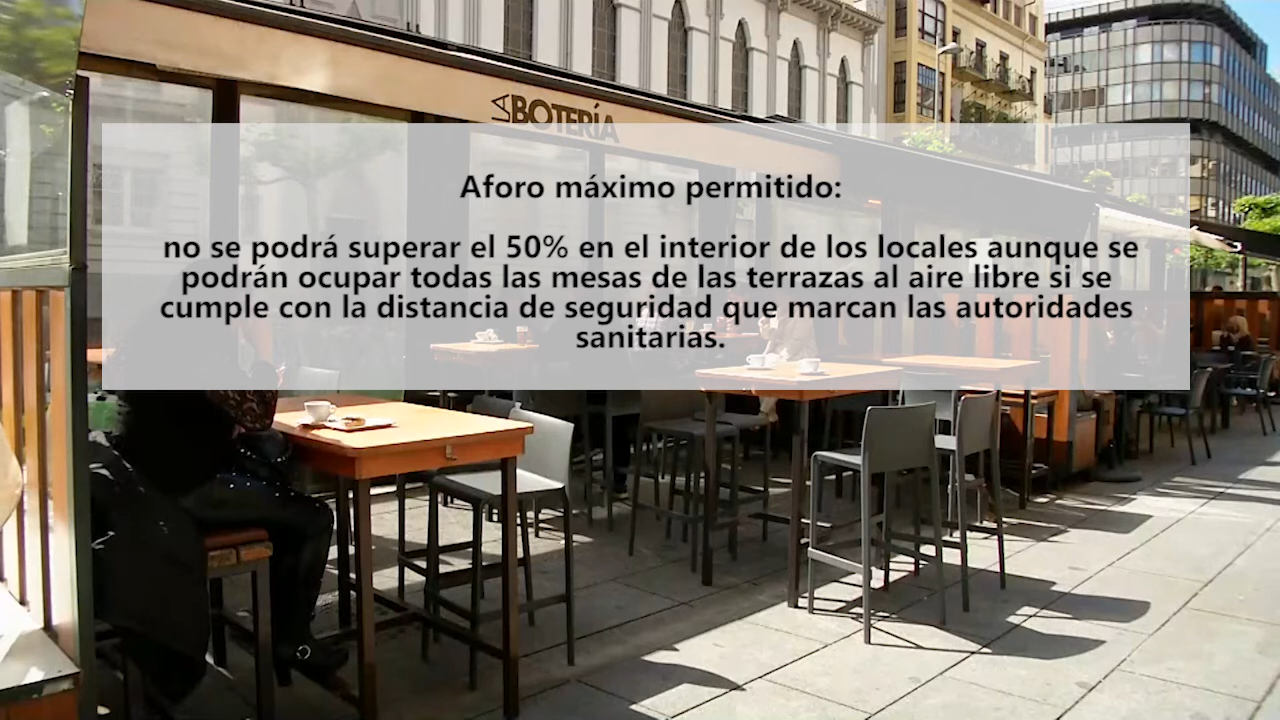 LA BOTERÍA
Aforo máximo permitido:
no se podrá superar el 50% en el interior de los locales aunque se
podrán ocupar todas las mesas de las terrazas al aire libre si se
cumple con la distancia de seguridad que marcan las autoridades
sanitarias.